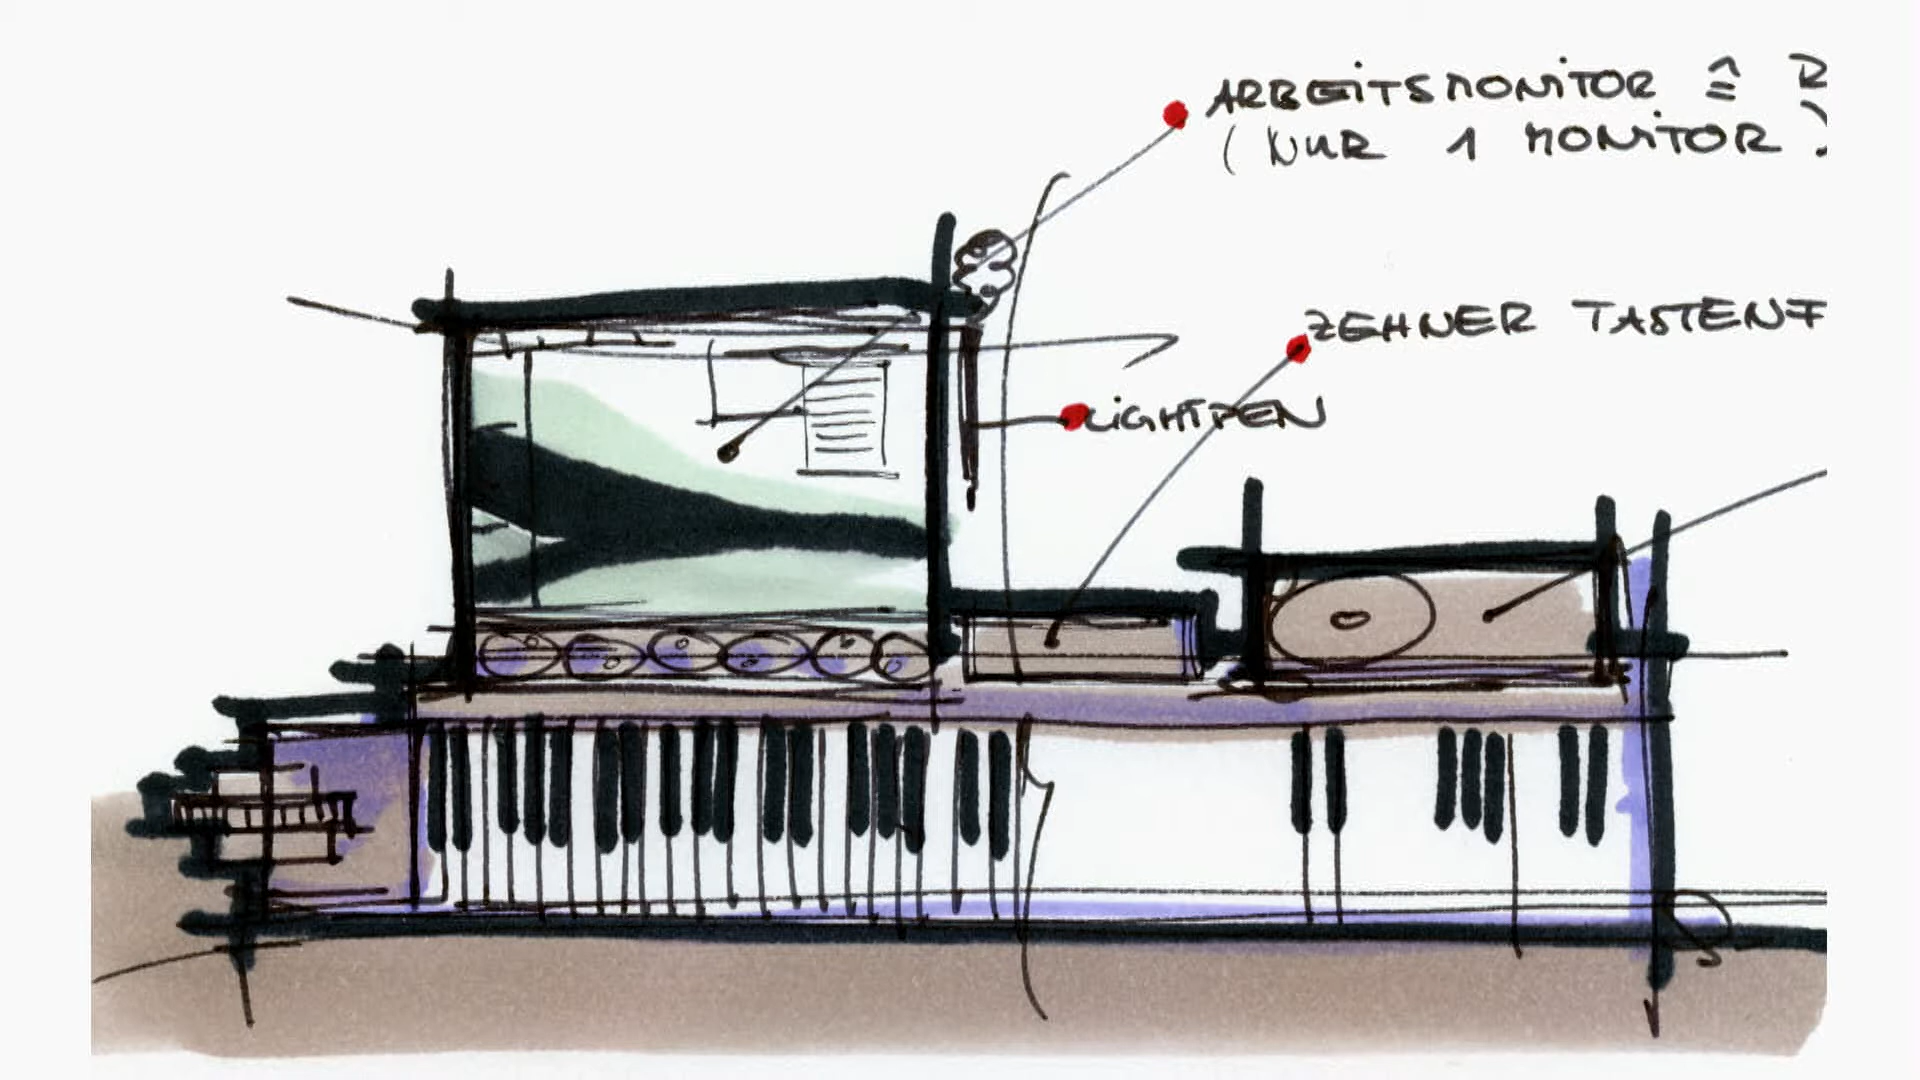 ARBEITSMONITOR ≙ R
(NUR 1 MONITOR)
ZEHNER TASTENF
LIGHTPEN